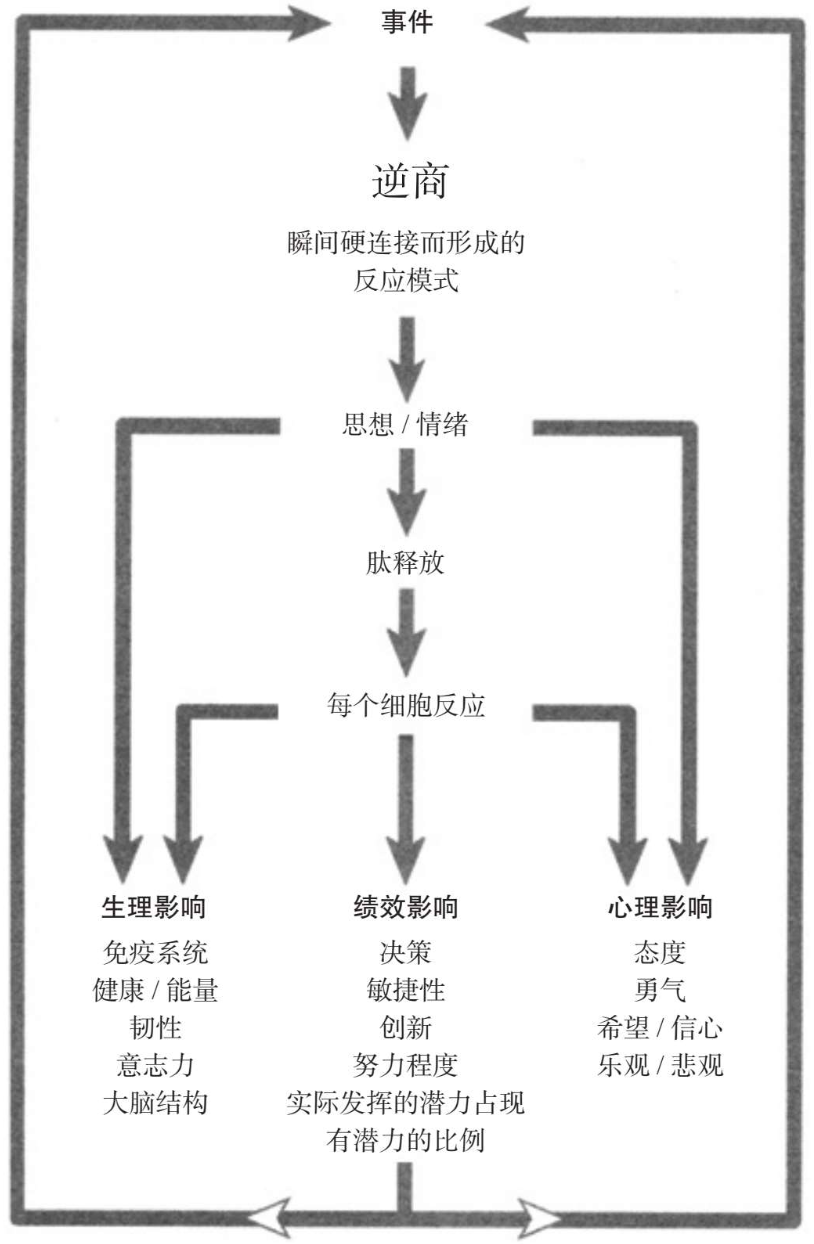 事件
逆商
瞬间硬连接而形成的
反应模式
思想 / 情绪
肽释放
每个细胞反应
生理影响
免疫系统
健康 / 能量
韧性
意志力
大脑结构
绩效影响
决策
敏捷性
创新
努力程度
实际发挥的潜力占现
有潜力的比例
心理影响
态度
勇气
希望 / 信心
乐观 / 悲观